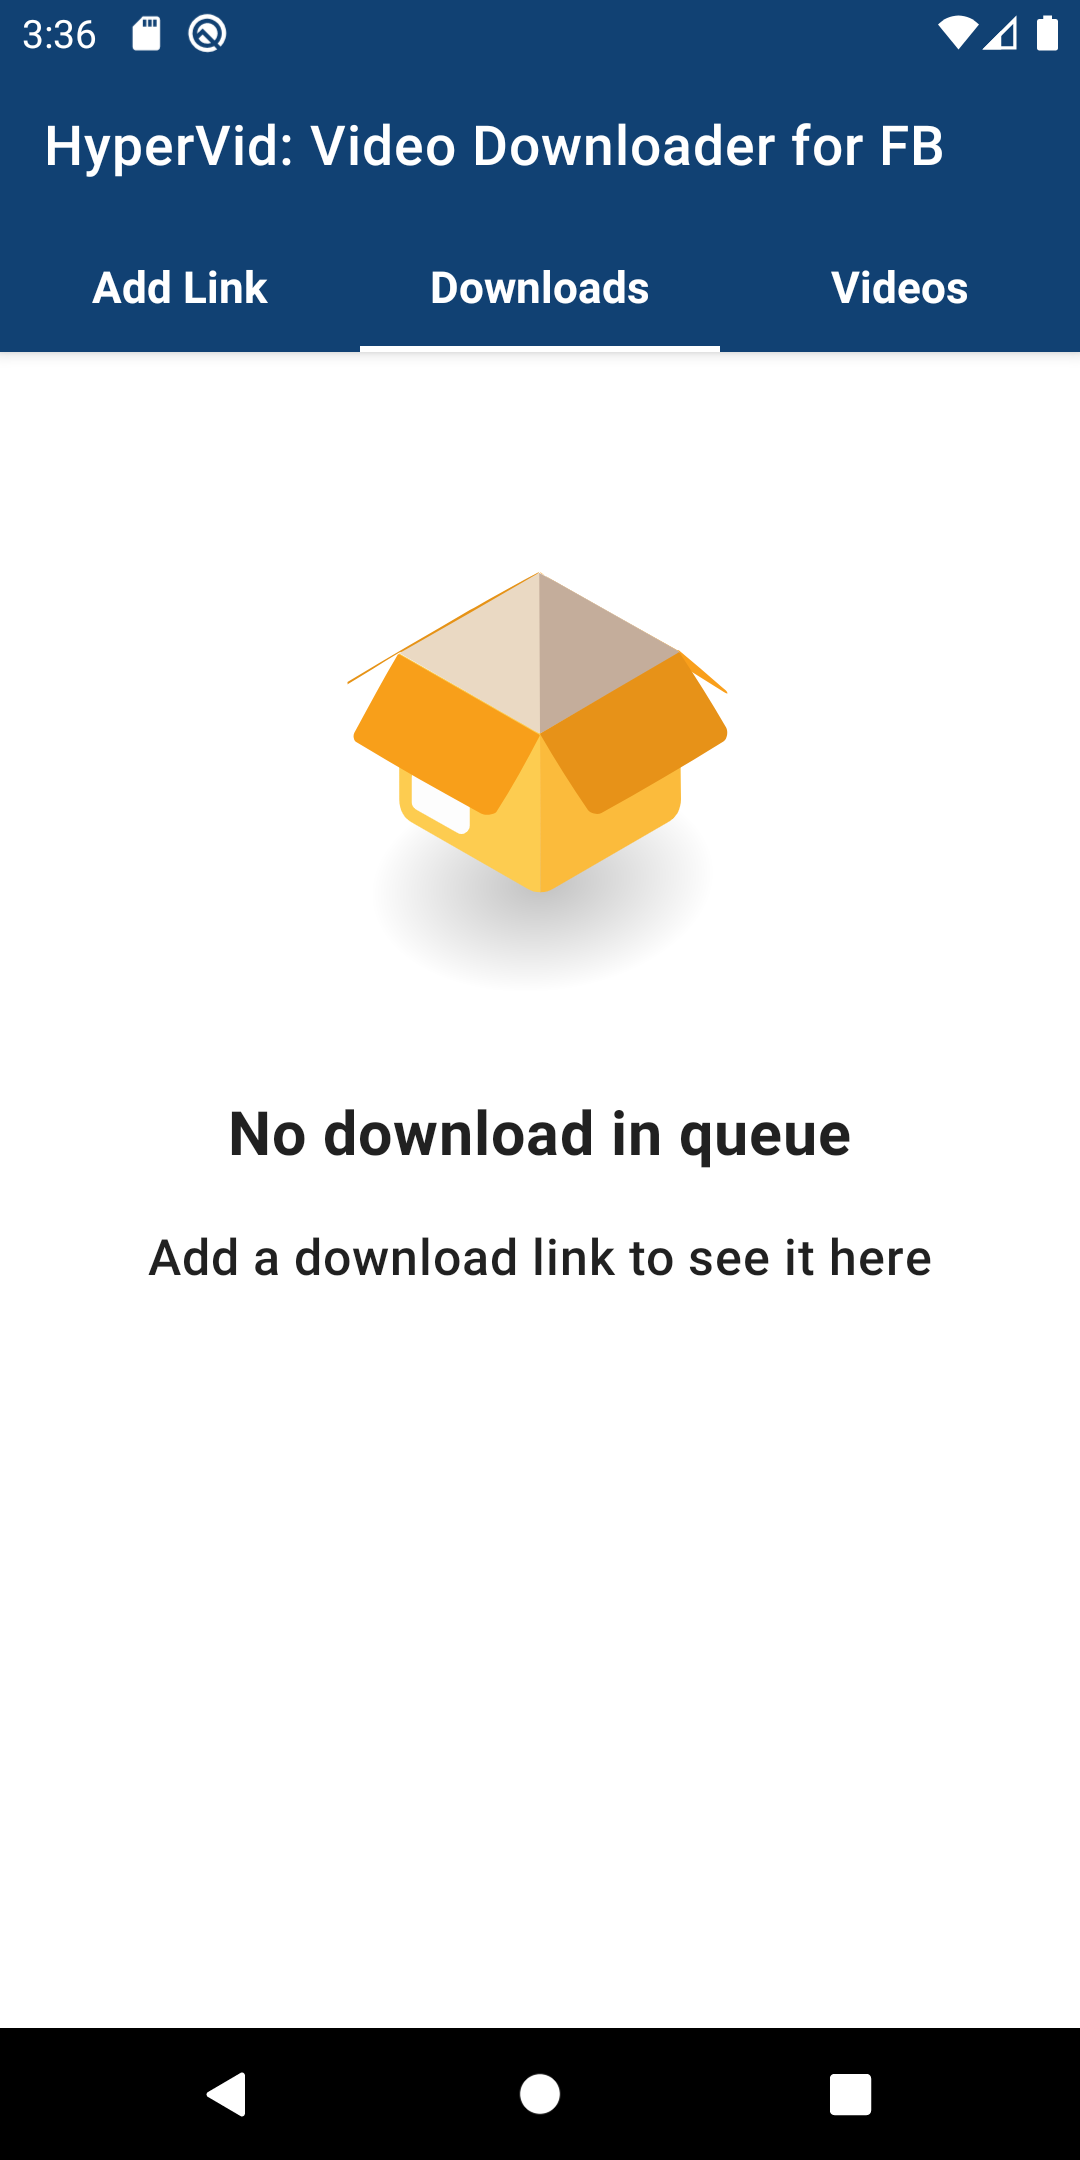 3:36
HyperVid: Video Downloader for FB
Add Link
Downloads
Videos
No download in queue
Add a download link to see it here